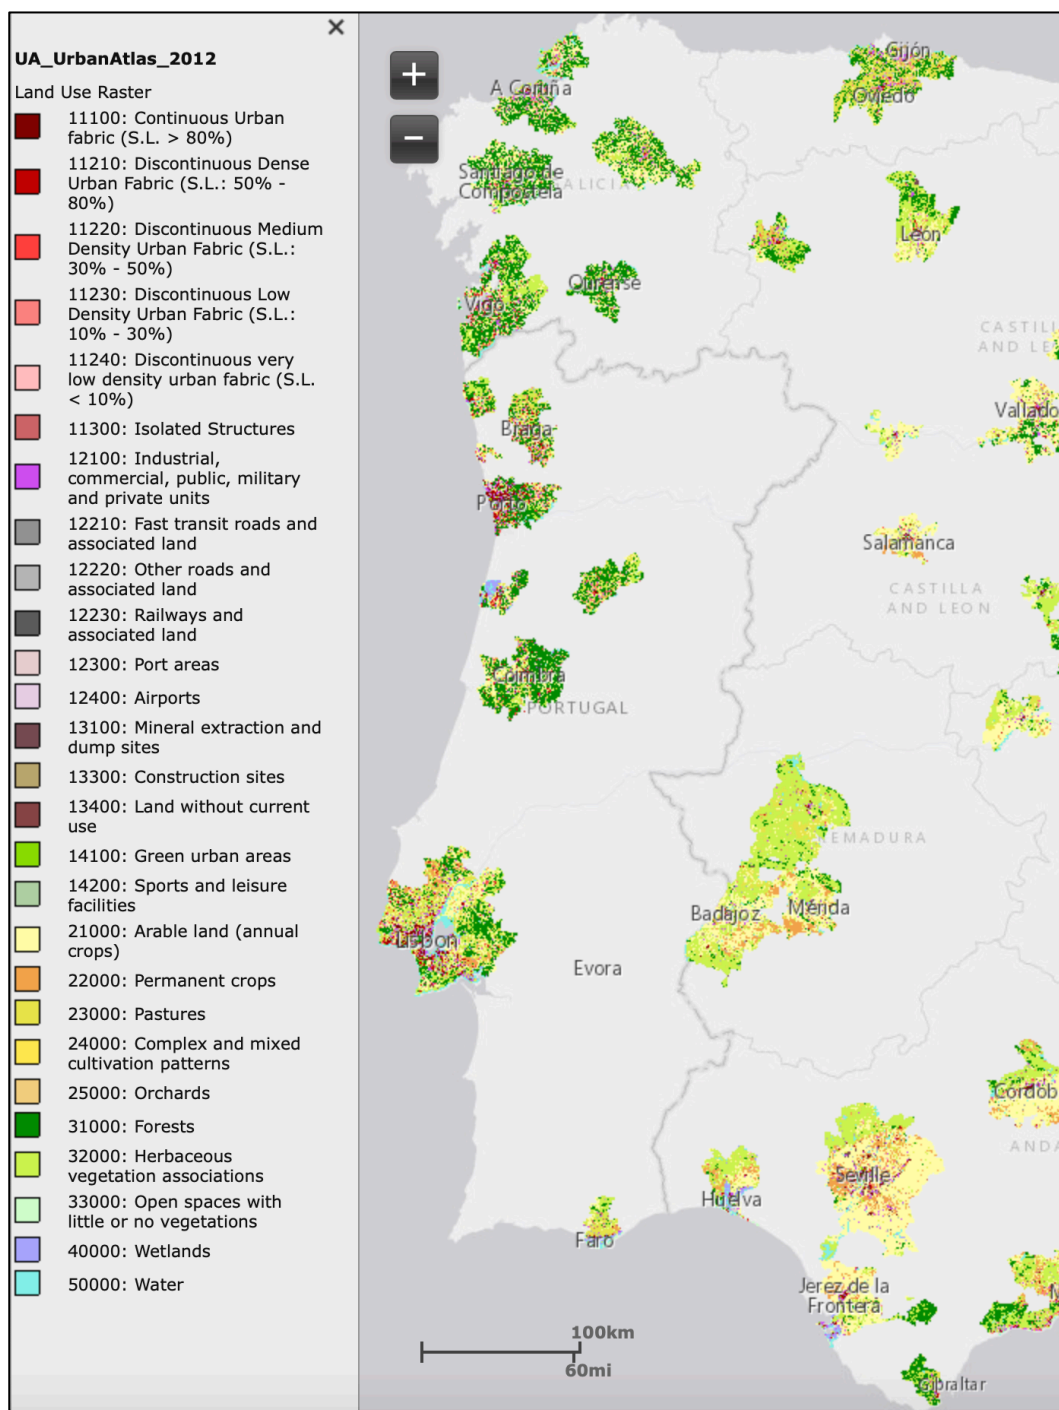 UA_UrbanAtlas_2012
Land Use Raster
11100: Continuous Urban
fabric (S.L. > 80%)
11210: Discontinuous Dense
Urban Fabric (S.L.: 50% -
80%)
11220: Discontinuous Medium
Density Urban Fabric (S.L.:
30% - 50%)
11230: Discontinuous Low
Density Urban Fabric (S.L.:
10% - 30%)
11240: Discontinuous very
low density urban fabric (S.L.
< 10%)
11300: Isolated Structures
12100: Industrial,
commercial, public, military
and private units
12210: Fast transit roads and
associated land
12220: Other roads and
associated land
12230: Railways and
associated land
12300: Port areas
12400: Airports
13100: Mineral extraction and
dump sites
13300: Construction sites
13400: Land without current
use
14100: Green urban areas
14200: Sports and leisure
facilities
21000: Arable land (annual
crops)
22000: Permanent crops
23000: Pastures
24000: Complex and mixed
cultivation patterns
25000: Orchards
31000: Forests
32000: Herbaceous
vegetation associations
33000: Open spaces with
little or no vegetations
40000: Wetlands
50000: Water
+
−
Gijón
A Coruña
Oviedo
Santiago de
Compostela
GALICIA
León
Ourense
Vigo
CASTILL
AND LE
Vallado
Braga
Porto
Salamanca
CASTILLA
AND LEON
Coimbra
PORTUGAL
REMADURA
Badajoz
Mérida
Lisbon
Evora
Córdob
ANDA
Seville
Huelva
Faro
Jerez de la
Frontera
M
100km
60mi
Gibraltar